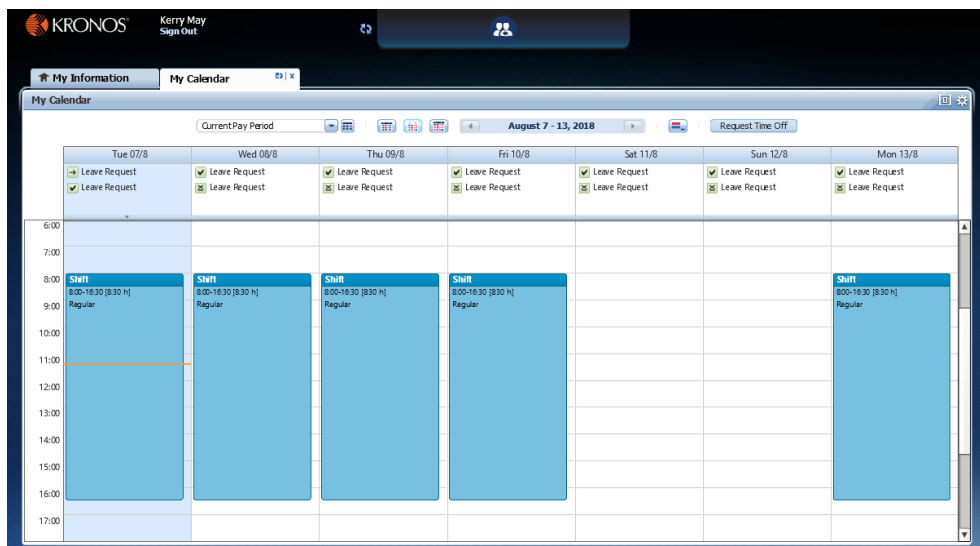 KRONOS
Kerry May
Sign Out
My Information
My Calendar
x
My Calendar
Current Pay Period
August 7 - 13, 2018
Request Time Off
Tue 07/8 Wed 08/8 Thu 09/8 Fri 10/8 Sat 11/8 Sun 12/8 Mon 13/8
Leave Request Leave Request Leave Request Leave Request Leave Request Leave Request Leave Request
Leave Request Leave Request Leave Request Leave Request Leave Request Leave Request Leave Request
6:00
7:00
8:00 Shift Shift Shift Shift Shift
8:00-16:30 [8:30 h] 8:00-16:30 [8:30 h] 8:00-16:30 [8:30 h] 8:00-16:30 [8:30 h] 8:00-16:30 [8:30 h]
9:00 Regular Regular Regular Regular Regular
10:00
11:00
12:00
13:00
14:00
15:00
16:00
17:00